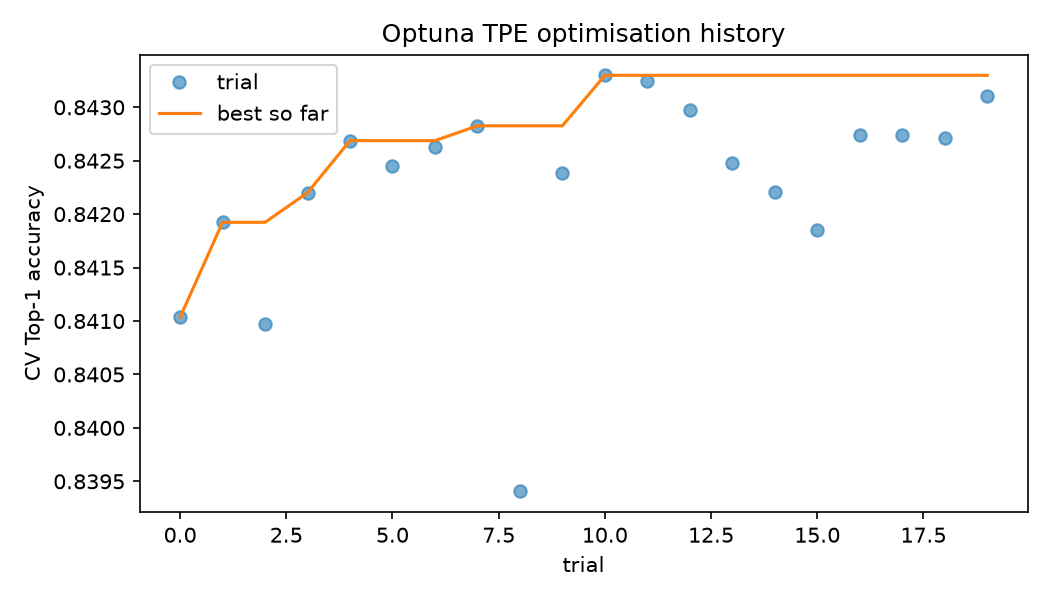 Optuna TPE optimisation history
trial
best so far
CV Top-1 accuracy
0.8430
0.8425
0.8420
0.8415
0.8410
0.8405
0.8400
0.8395
0.0 2.5 5.0 7.5 10.0 12.5 15.0 17.5
trial